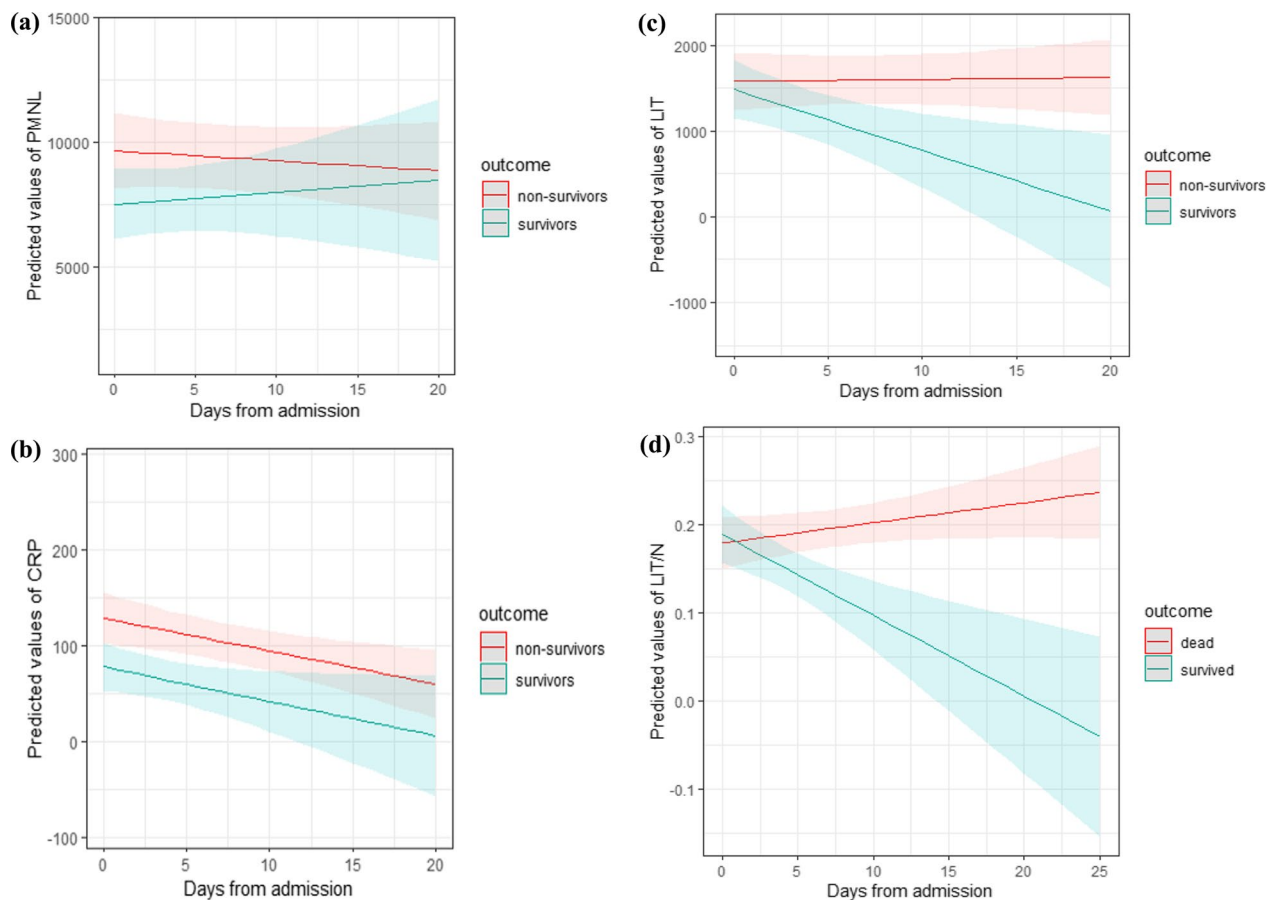 (a)
Predicted values of PMNL
15000
10000
5000
0
5
10
15
20
Days from admission
outcome
non-survivors
survivors
(c)
Predicted values of LIT
2000
1000
0
-1000
0
5
10
15
20
Days from admission
outcome
non-survivors
survivors
(b)
Predicted values of CRP
300
200
100
0
-100
0
5
10
15
20
Days from admission
outcome
non-survivors
survivors
(d)
Predicted values of LIT/N
0.3
0.2
0.1
0.0
-0.1
0
5
10
15
20
25
Days from admission
outcome
dead
survived